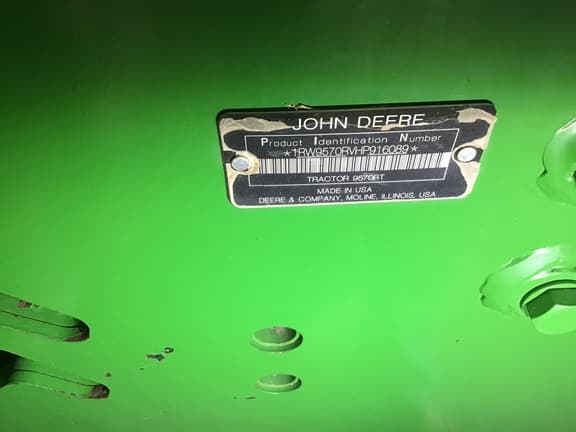 JOHN DEERE
Product Identification Number
*1RW9570RVHP916089*
TRACTOR 9570RT
MADE IN USA
DEERE & COMPANY, MOLINE, ILLINOIS, USA